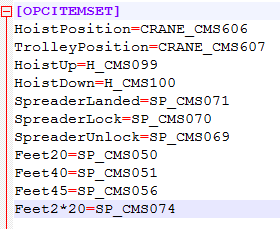 [OPCITEMSET]
HoistPosition=CRANE_CMS606
TrolleyPosition=CRANE_CMS607
HoistUp=H_CMS099
HoistDown=H_CMS100
SpreaderLanded=SP_CMS071
SpreaderLock=SP_CMS070
SpreaderUnlock=SP_CMS069
Feet20=SP_CMS050
Feet40=SP_CMS051
Feet45=SP_CMS056
Feet2*20=SP_CMS074